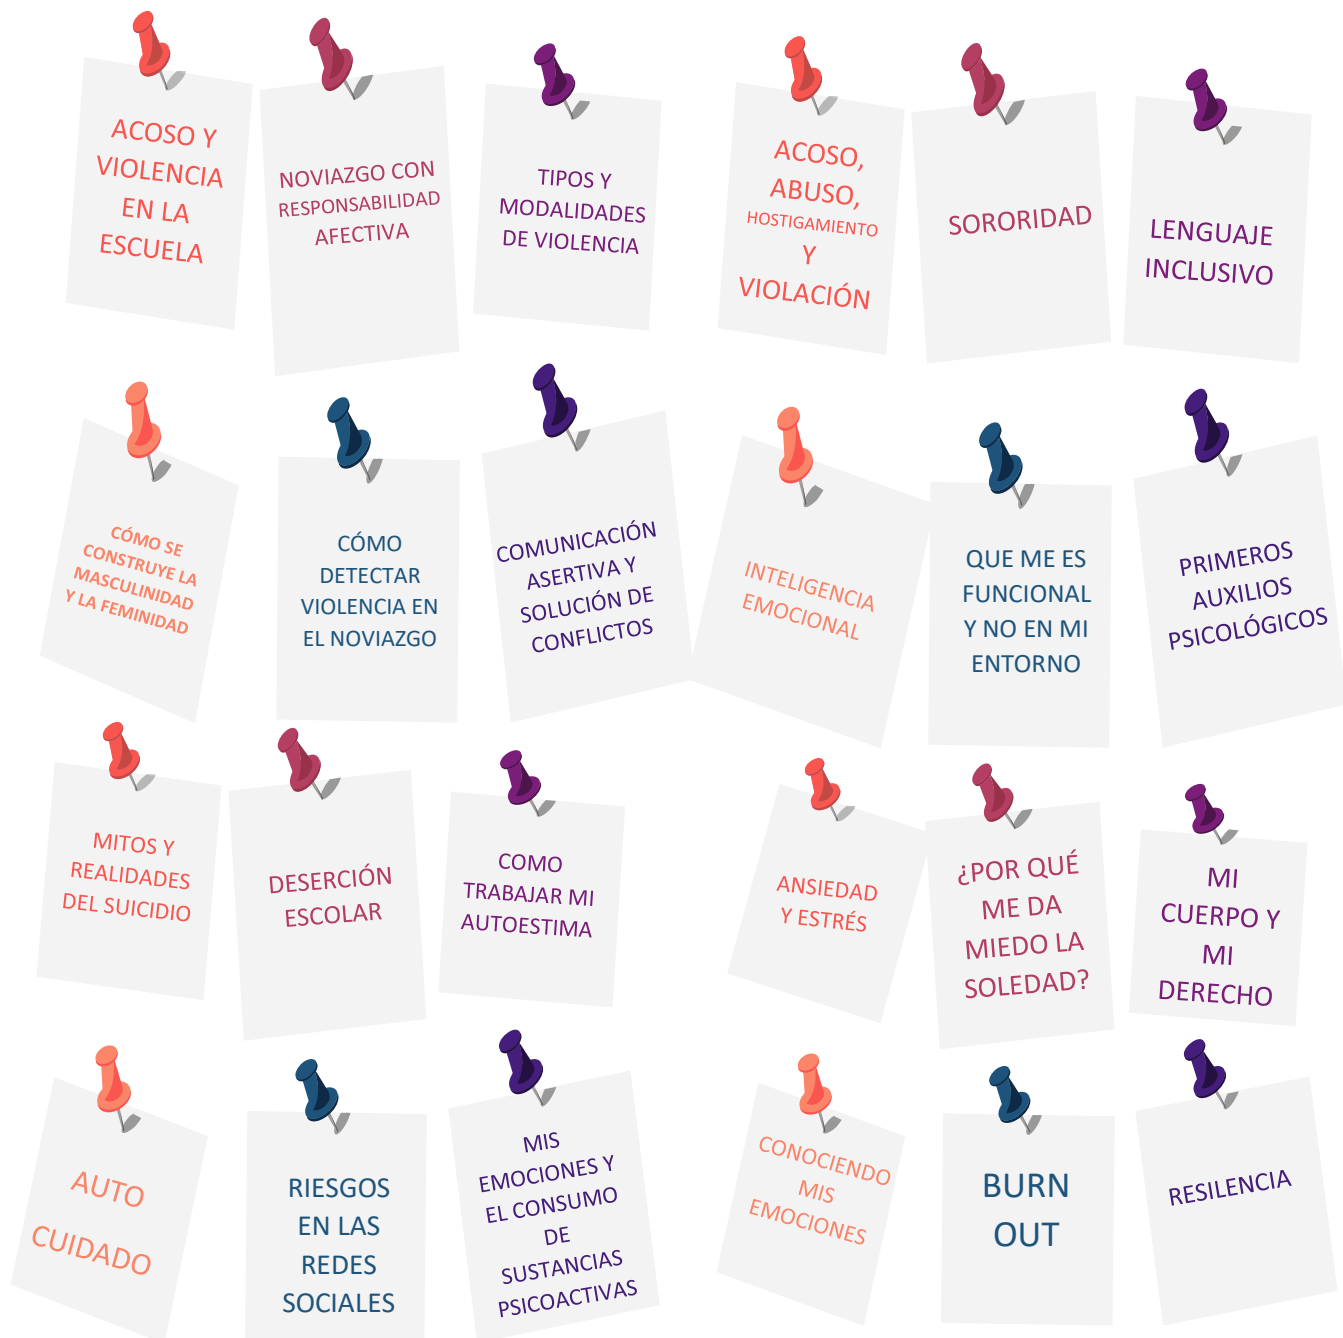 ACOSO Y
VIOLENCIA
EN LA
ESCUELA
NOVIAZGO CON
RESPONSABILIDAD
AFECTIVA
TIPOS Y
MODALIDADES
DE VIOLENCIA
ACOSO,
ABUSO,
HOSTIGAMIENTO
Y
VIOLACIÓN
SORORIDAD
LENGUAJE
INCLUSIVO
CÓMO SE
CONSTRUYE LA
MASCULINIDAD
Y LA FEMINIDAD
CÓMO
DETECTAR
VIOLENCIA EN
EL NOVIAZGO
COMUNICACIÓN
ASERTIVA Y
SOLUCIÓN DE
CONFLICTOS
INTELIGENCIA
EMOCIONAL
QUE ME ES
FUNCIONAL
Y NO EN MI
ENTORNO
PRIMEROS
AUXILIOS
PSICOLÓGICOS
MITOS Y
REALIDADES
DEL SUICIDIO
DESERCIÓN
ESCOLAR
COMO
TRABAJAR MI
AUTOESTIMA
ANSIEDAD
Y ESTRÉS
¿POR QUÉ
ME DA
MIEDO LA
SOLEDAD?
MI
CUERPO Y
MI
DERECHO
AUTO
CUIDADO
RIESGOS
EN LAS
REDES
SOCIALES
MIS
EMOCIONES Y
EL CONSUMO
DE
SUSTANCIAS
PSICOACTIVAS
CONOCIENDO
MIS
EMOCIONES
BURN
OUT
RESILENCIA